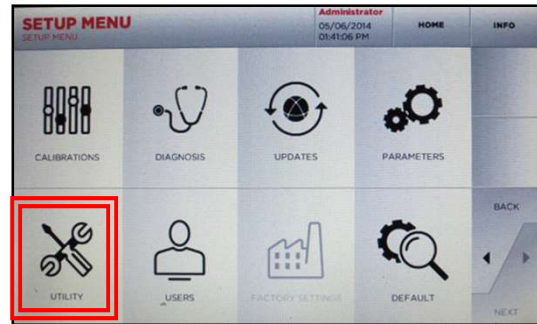 SETUP MENU
SETUP MENU
Administrator
05/06/2014
01:41:06 PM
HOME
INFO
CALIBRATIONS
DIAGNOSIS
UPDATES
PARAMETERS
BACK
UTILITY
USERS
FACTORY SETTINGS
DEFAULT
NEXT